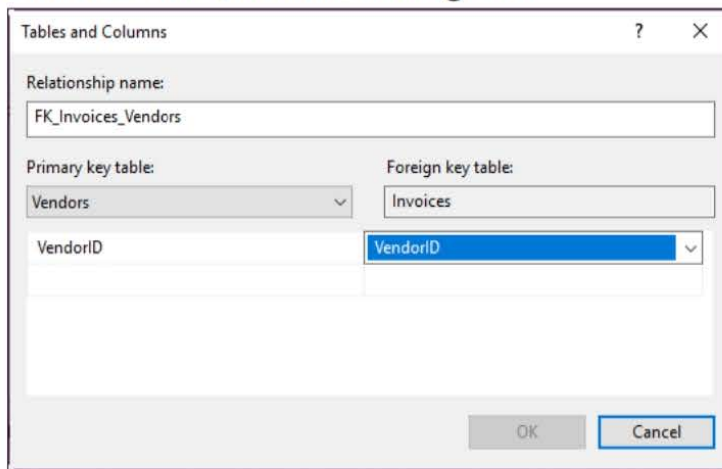 Tables and Columns ?
Relationship name:
FK_Invoices_Vendors
Primary key table: Foreign key table:
Vendors Invoices
VendorID VendorID
OK Cancel